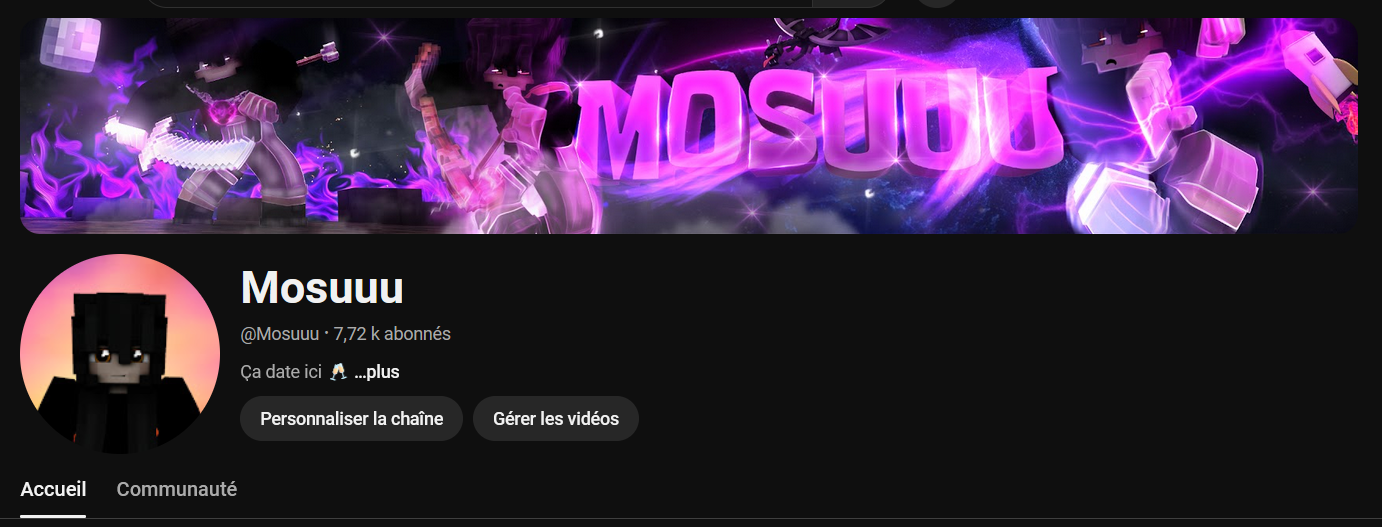 MOSUUU
Mosuuu
@Mosuuu · 7,72 k abonnés
Ça date ici 🥂 ...plus
Personnaliser la chaîne
Gérer les vidéos
Accueil
Communauté